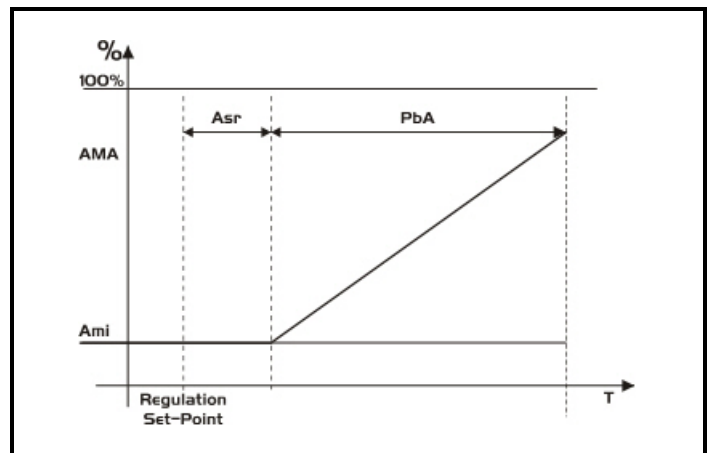 %
100%
Asr PbA
AMA
Ami
T
Regulation
Set-Point